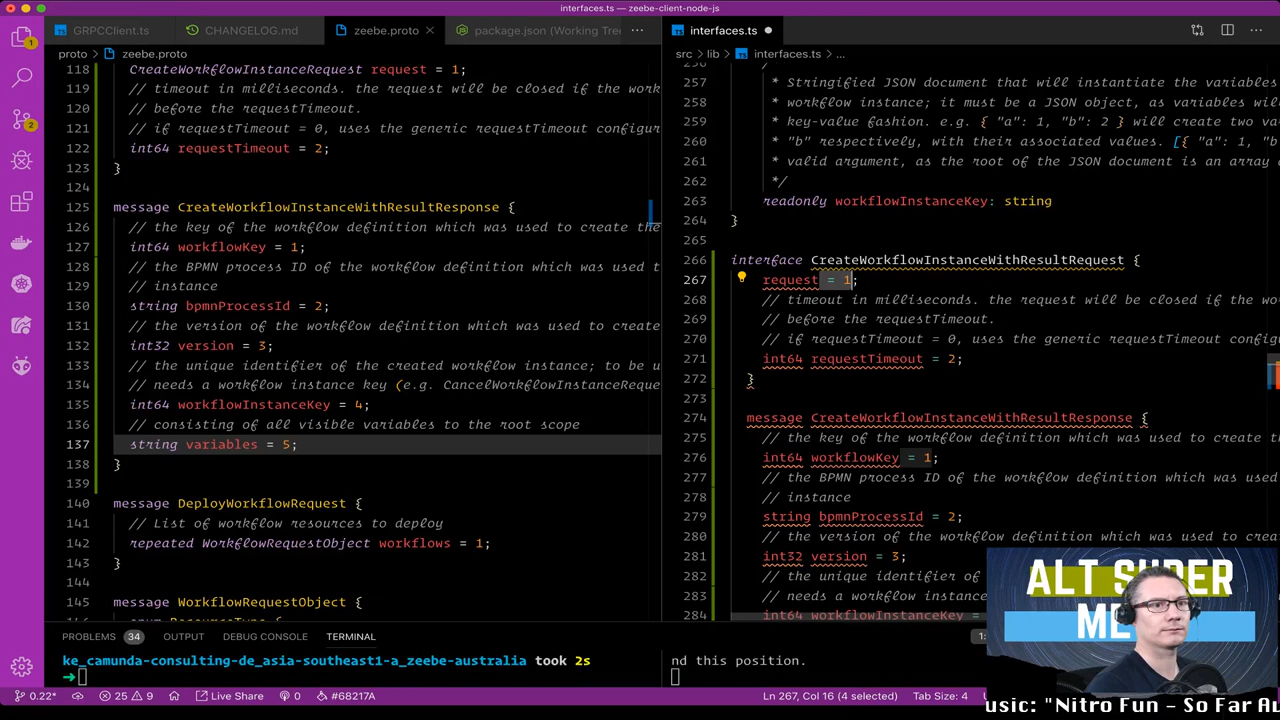 interfaces.ts — zeebe-client-node-js
GRPCClient.ts
CHANGELOG.md
zeebe.proto
package.json (Working Tree
interfaces.ts
proto > zeebe.proto
src > lib > interfaces.ts > ...
118 CreateWorkflowInstanceRequest request = 1;
119 // timeout in milliseconds. the request will be closed if the work
120 // before the requestTimeout.
121 // if requestTimeout = 0, uses the generic requestTimeout configur
122 int64 requestTimeout = 2;
123 }
124
125 message CreateWorkflowInstanceWithResultResponse {
126 // the key of the workflow definition which was used to create the
127 int64 workflowKey = 1;
128 // the BPMN process ID of the workflow definition which was used t
129 // instance
130 string bpmnProcessId = 2;
131 // the version of the workflow definition which was used to create
132 int32 version = 3;
133 // the unique identifier of the created workflow instance; to be u
134 // needs a workflow instance key (e.g. CancelWorkflowInstanceReque
135 int64 workflowInstanceKey = 4;
136 // consisting of all visible variables to the root scope
137 string variables = 5;
138 }
139
140 message DeployWorkflowRequest {
141 // List of workflow resources to deploy
142 repeated WorkflowRequestObject workflows = 1;
143 }
144
145 message WorkflowRequestObject {
256 /**
257 * Stringified JSON document that will instantiate the variables
258 * workflow instance; it must be a JSON object, as variables will
259 * key-value fashion. e.g. { "a": 1, "b": 2 } will create two va
260 * "b" respectively, with their associated values. [{ "a": 1, "b
261 * valid argument, as the root of the JSON document is an array
262 */
263 readonly workflowInstanceKey: string
264 }
265
266 interface CreateWorkflowInstanceWithResultRequest {
267 request = 1;
268 // timeout in milliseconds. the request will be closed if the wo
269 // before the requestTimeout.
270 // if requestTimeout = 0, uses the generic requestTimeout config
271 int64 requestTimeout = 2;
272 }
273
274 message CreateWorkflowInstanceWithResultResponse {
275 // the key of the workflow definition which was used to create t
276 int64 workflowKey = 1;
277 // the BPMN process ID of the workflow definition which was used
278 // instance
279 string bpmnProcessId = 2;
280 // the version of the workflow definition which was used to crea
281 int32 version = 3;
282 // the unique identifier of
283 // needs a workflow instanc
284 int64 workflowInstanceKey =
ALT SUPER
ME
PROBLEMS 34 OUTPUT DEBUG CONSOLE TERMINAL
1:
ke_camunda-consulting-de_asia-southeast1-a_zeebe-australia took 2s
nd this position.
0.22* 25 9 Live Share 0 #68217A
Ln 267, Col 16 (4 selected) Tab Size: 4
usic: "Nitro Fun - So Far Aw